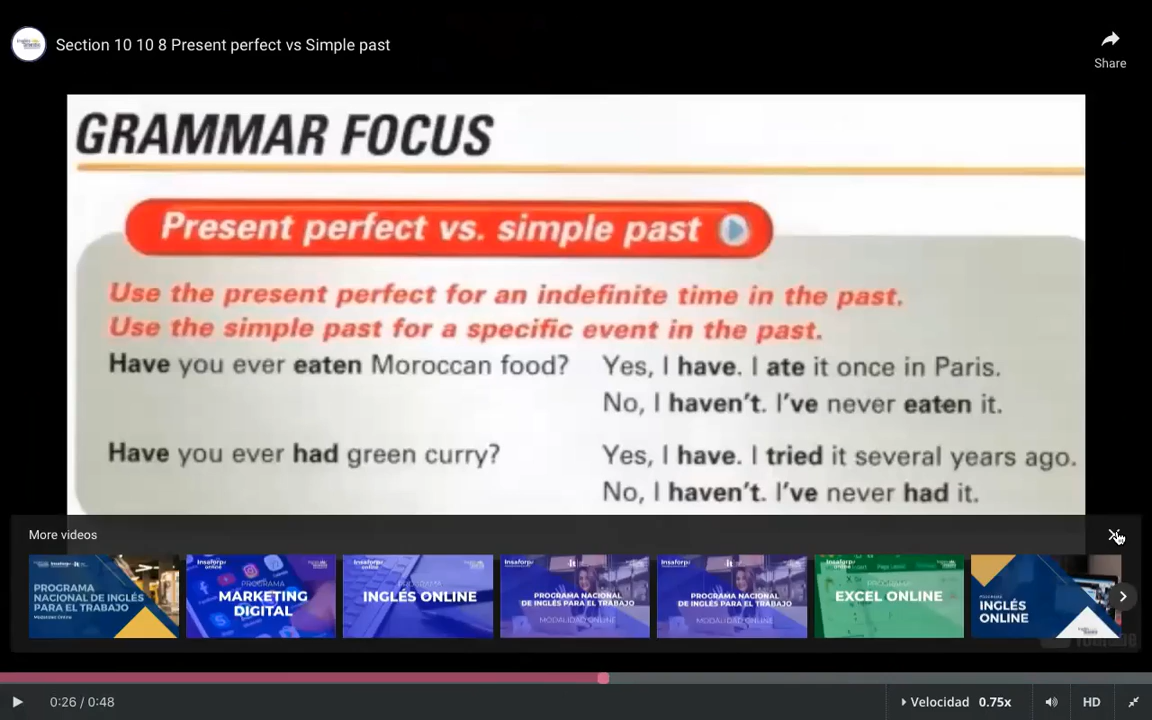 Section 10 10 8 Present perfect vs Simple past
Share
GRAMMAR FOCUS
Present perfect vs. simple past
Use the present perfect for an indefinite time in the past.
Use the simple past for a specific event in the past.
Have you ever eaten Moroccan food? Yes, I have. I ate it once in Paris.
No, I haven't. I've never eaten it.
Have you ever had green curry? Yes, I have. I tried it several years ago.
No, I haven't. I've never had it.
More videos
PROGRAMA
NACIONAL DE INGLÉS
PARA EL TRABAJO
PROGRAMA
MARKETING
DIGITAL
INGLÉS ONLINE
PROGRAMA NACIONAL
DE INGLÉS PARA EL TRABAJO
MODALIDAD ONLINE
PROGRAMA NACIONAL
DE INGLÉS PARA EL TRABAJO
MODALIDAD ONLINE
EXCEL ONLINE
INGLÉS
ONLINE
0:26 / 0:48
Velocidad 0.75x
HD